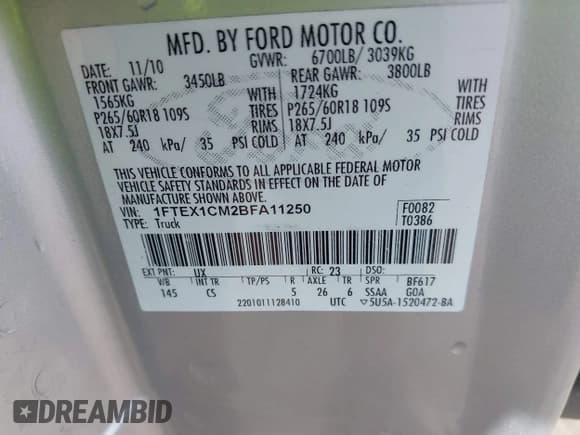 MFD. BY FORD MOTOR CO.
DATE: 11/10 GVWR: 6700LB/ 3039KG
FRONT GAWR: 3450LB REAR GAWR: 3800LB
1565KG WITH 1724KG WITH
P265/60R18 109S TIRES P265/60R18 109S TIRES
18X7.5J RIMS 18X7.5J RIMS
AT 240 kPa/ 35 PSI COLD AT 240 kPa/ 35 PSI COLD
THIS VEHICLE CONFORMS TO ALL APPLICABLE FEDERAL MOTOR
VEHICLE SAFETY STANDARDS IN EFFECT ON THE DATE OF
MANUFACTURE SHOWN ABOVE.
VIN: 1FTEX1CM2BFA11250 F0082
TYPE: Truck T0386
EXT PNT: UX RC: 23 DSO:
W/B INT TR TP/PS R AXLE TR SPR BF617
145 CS 5 26 6 SSAA GOA
2201011128410 UTC ▽5U5A-1520472-BA
DREAMBID